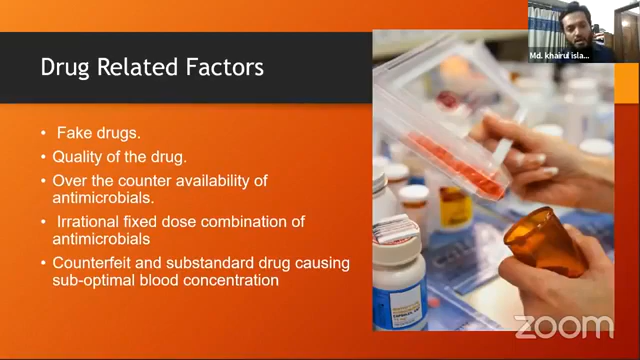 Drug Related Factors
Md. khairul isla...
• Fake drugs.
• Quality of the drug.
• Over the counter availability of
antimicrobials.
• Irrational fixed dose combination of
antimicrobials
• Counterfeit and substandard drug causing
sub-optimal blood concentration
zoom